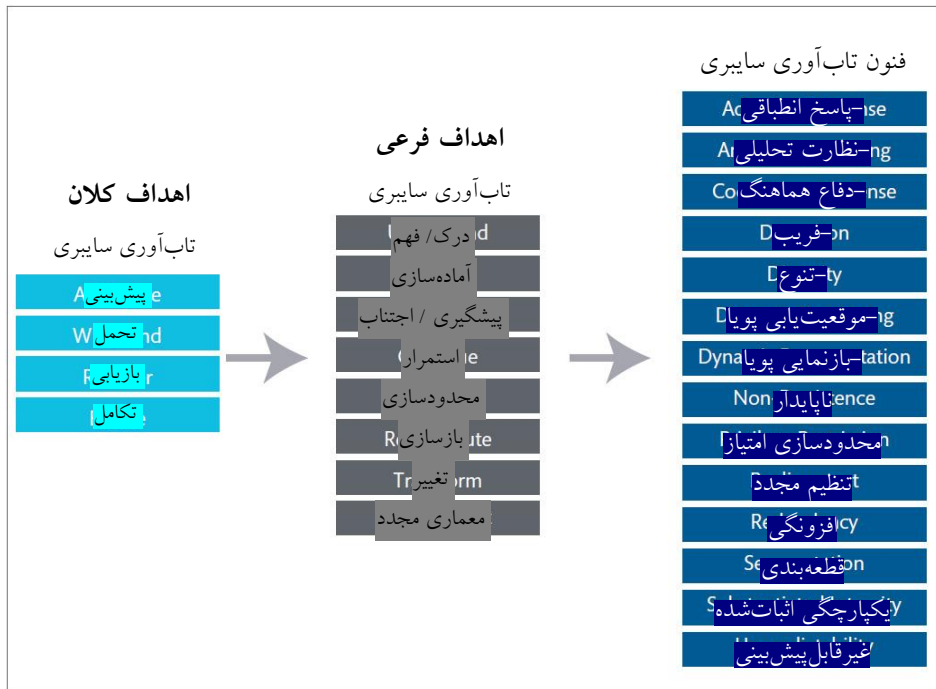 اهداف کلان
تاب‌آوری سایبری
پیش‌بینی
تحمل
بازیابی
تکامل
اهداف فرعی
تاب‌آوری سایبری
درک/ فهم
آماده‌سازی
پیشگیری / اجتناب
استمرار
محدودسازی
بازسازی
تغییر
معماری مجدد
فنون تاب‌آوری سایبری
–پاسخ انطباقی
–نظارت تحلیلی
–دفاع هماهنگ
–فریب
–تنوع
–موقعیت‌یابی پویا
–بازنمایی پویا
ناپایدار
محدودسازی امتیاز
تنظیم مجدد
افزونگی
قطعه‌بندی
یکپارچگی اثبات‌شده
غیرقابل‌پیش‌بینی